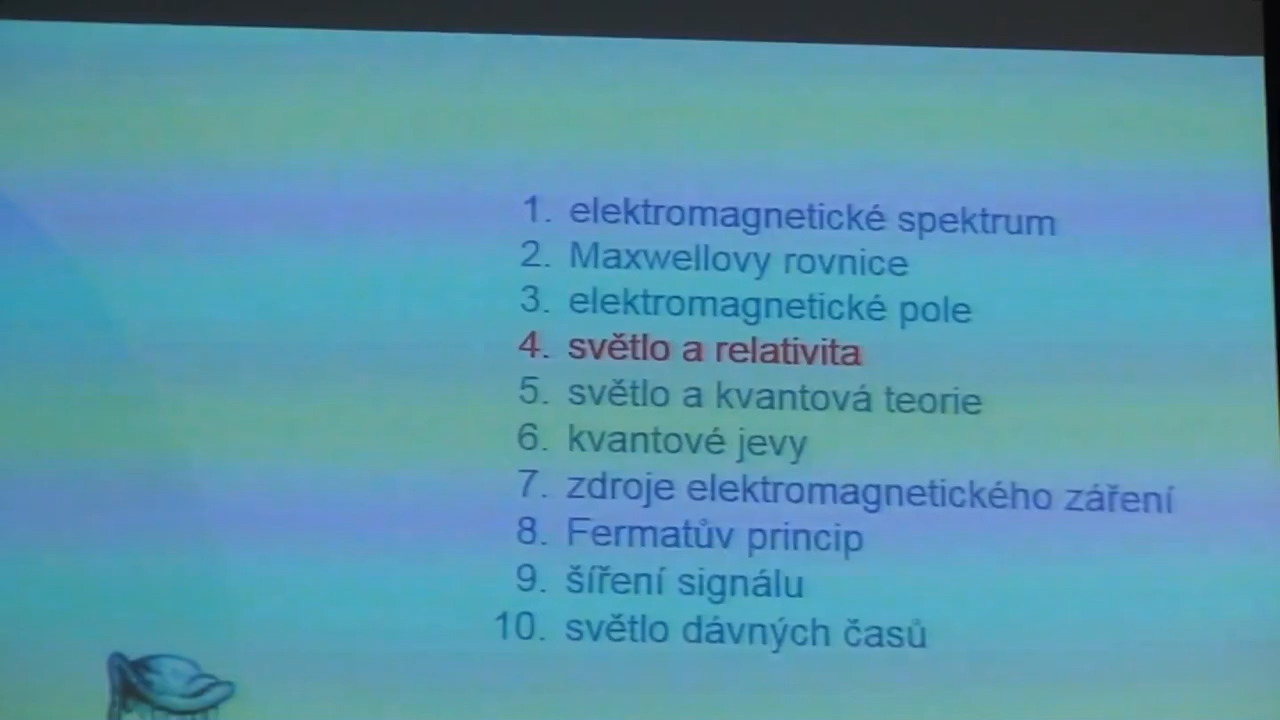 1. elektromagnetické spektrum
2. Maxwellovy rovnice
3. elektromagnetické pole
4. světlo a relativita
5. světlo a kvantová teorie
6. kvantové jevy
7. zdroje elektromagnetického záření
8. Fermatův princip
9. šíření signálu
10. světlo dávných časů